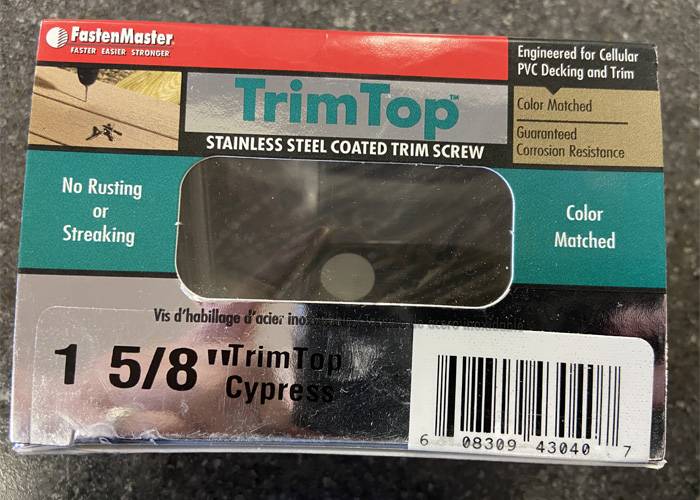 FastenMaster®
FASTER EASIER STRONGER
Engineered for Cellular
PVC Decking and Trim
TrimTop™
Color Matched
Guaranteed
Corrosion Resistance
STAINLESS STEEL COATED TRIM SCREW
No Rusting
or
Streaking
Color
Matched
Vis d'habillage d'acier
1 5/8" TrimTop
Cypress
6 08309 43040 7